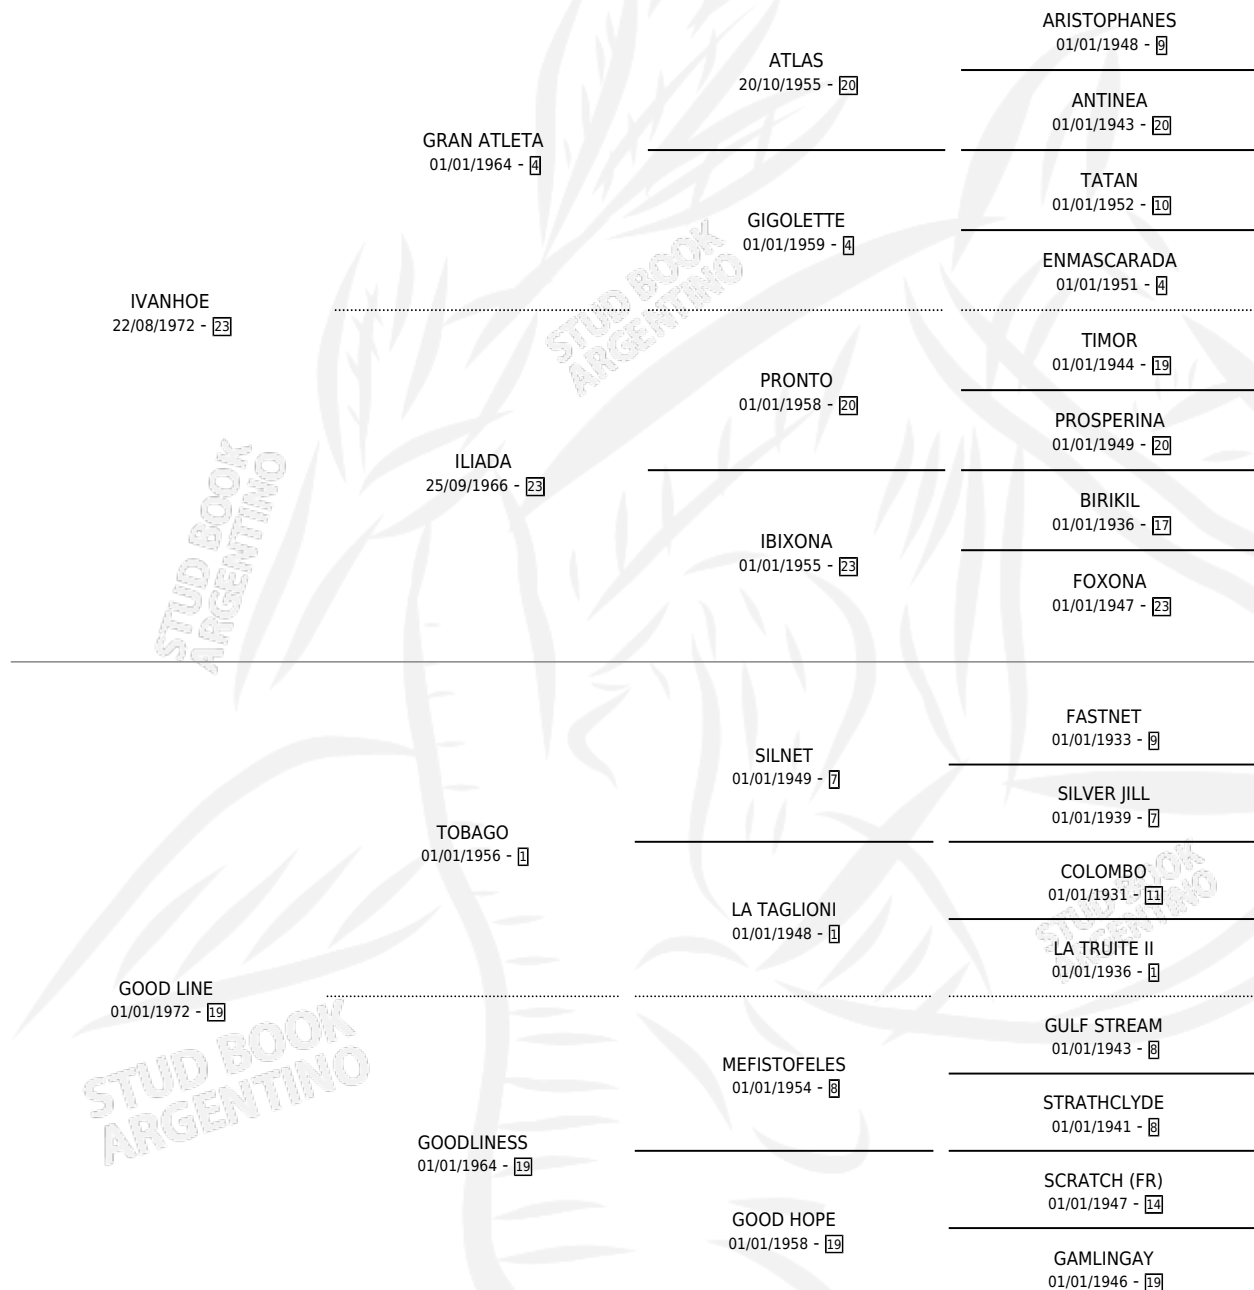 ARISTOPHANES
01/01/1948 - 9
ATLAS
20/10/1955 - 20
ANTINEA
01/01/1943 - 20
GRAN ATLETA
01/01/1964 - 4
TATAN
01/01/1952 - 10
GIGOLETTE
01/01/1959 - 4
ENMASCARADA
01/01/1951 - 4
IVANHOE
22/08/1972 - 23
STUD BOOK
ARGENTINO
TIMOR
01/01/1944 - 19
PRONTO
01/01/1958 - 20
PROSPERINA
01/01/1949 - 20
ILIADA
25/09/1966 - 23
BIRIKIL
01/01/1936 - 17
IBIXONA
01/01/1955 - 23
FOXONA
01/01/1947 - 23
STUD BOOK
ARGENTINO
FASTNET
01/01/1933 - 9
SILNET
01/01/1949 - 7
SILVER JILL
01/01/1939 - 7
TOBAGO
01/01/1956 - 1
COLOMBO
01/01/1931 - 11
LA TAGLIONI
01/01/1948 - 1
STUD BOOK
ARGENTINO
LA TRUITE II
01/01/1936 - 1
GOOD LINE
01/01/1972 - 19
GULF STREAM
01/01/1943 - 8
MEFISTOFELES
01/01/1954 - 8
STRATHCLYDE
01/01/1941 - 8
STUD BOOK
ARGENTINO
GOODLINESS
01/01/1964 - 19
SCRATCH (FR)
01/01/1947 - 14
GOOD HOPE
01/01/1958 - 19
GAMLINGAY
01/01/1946 - 19